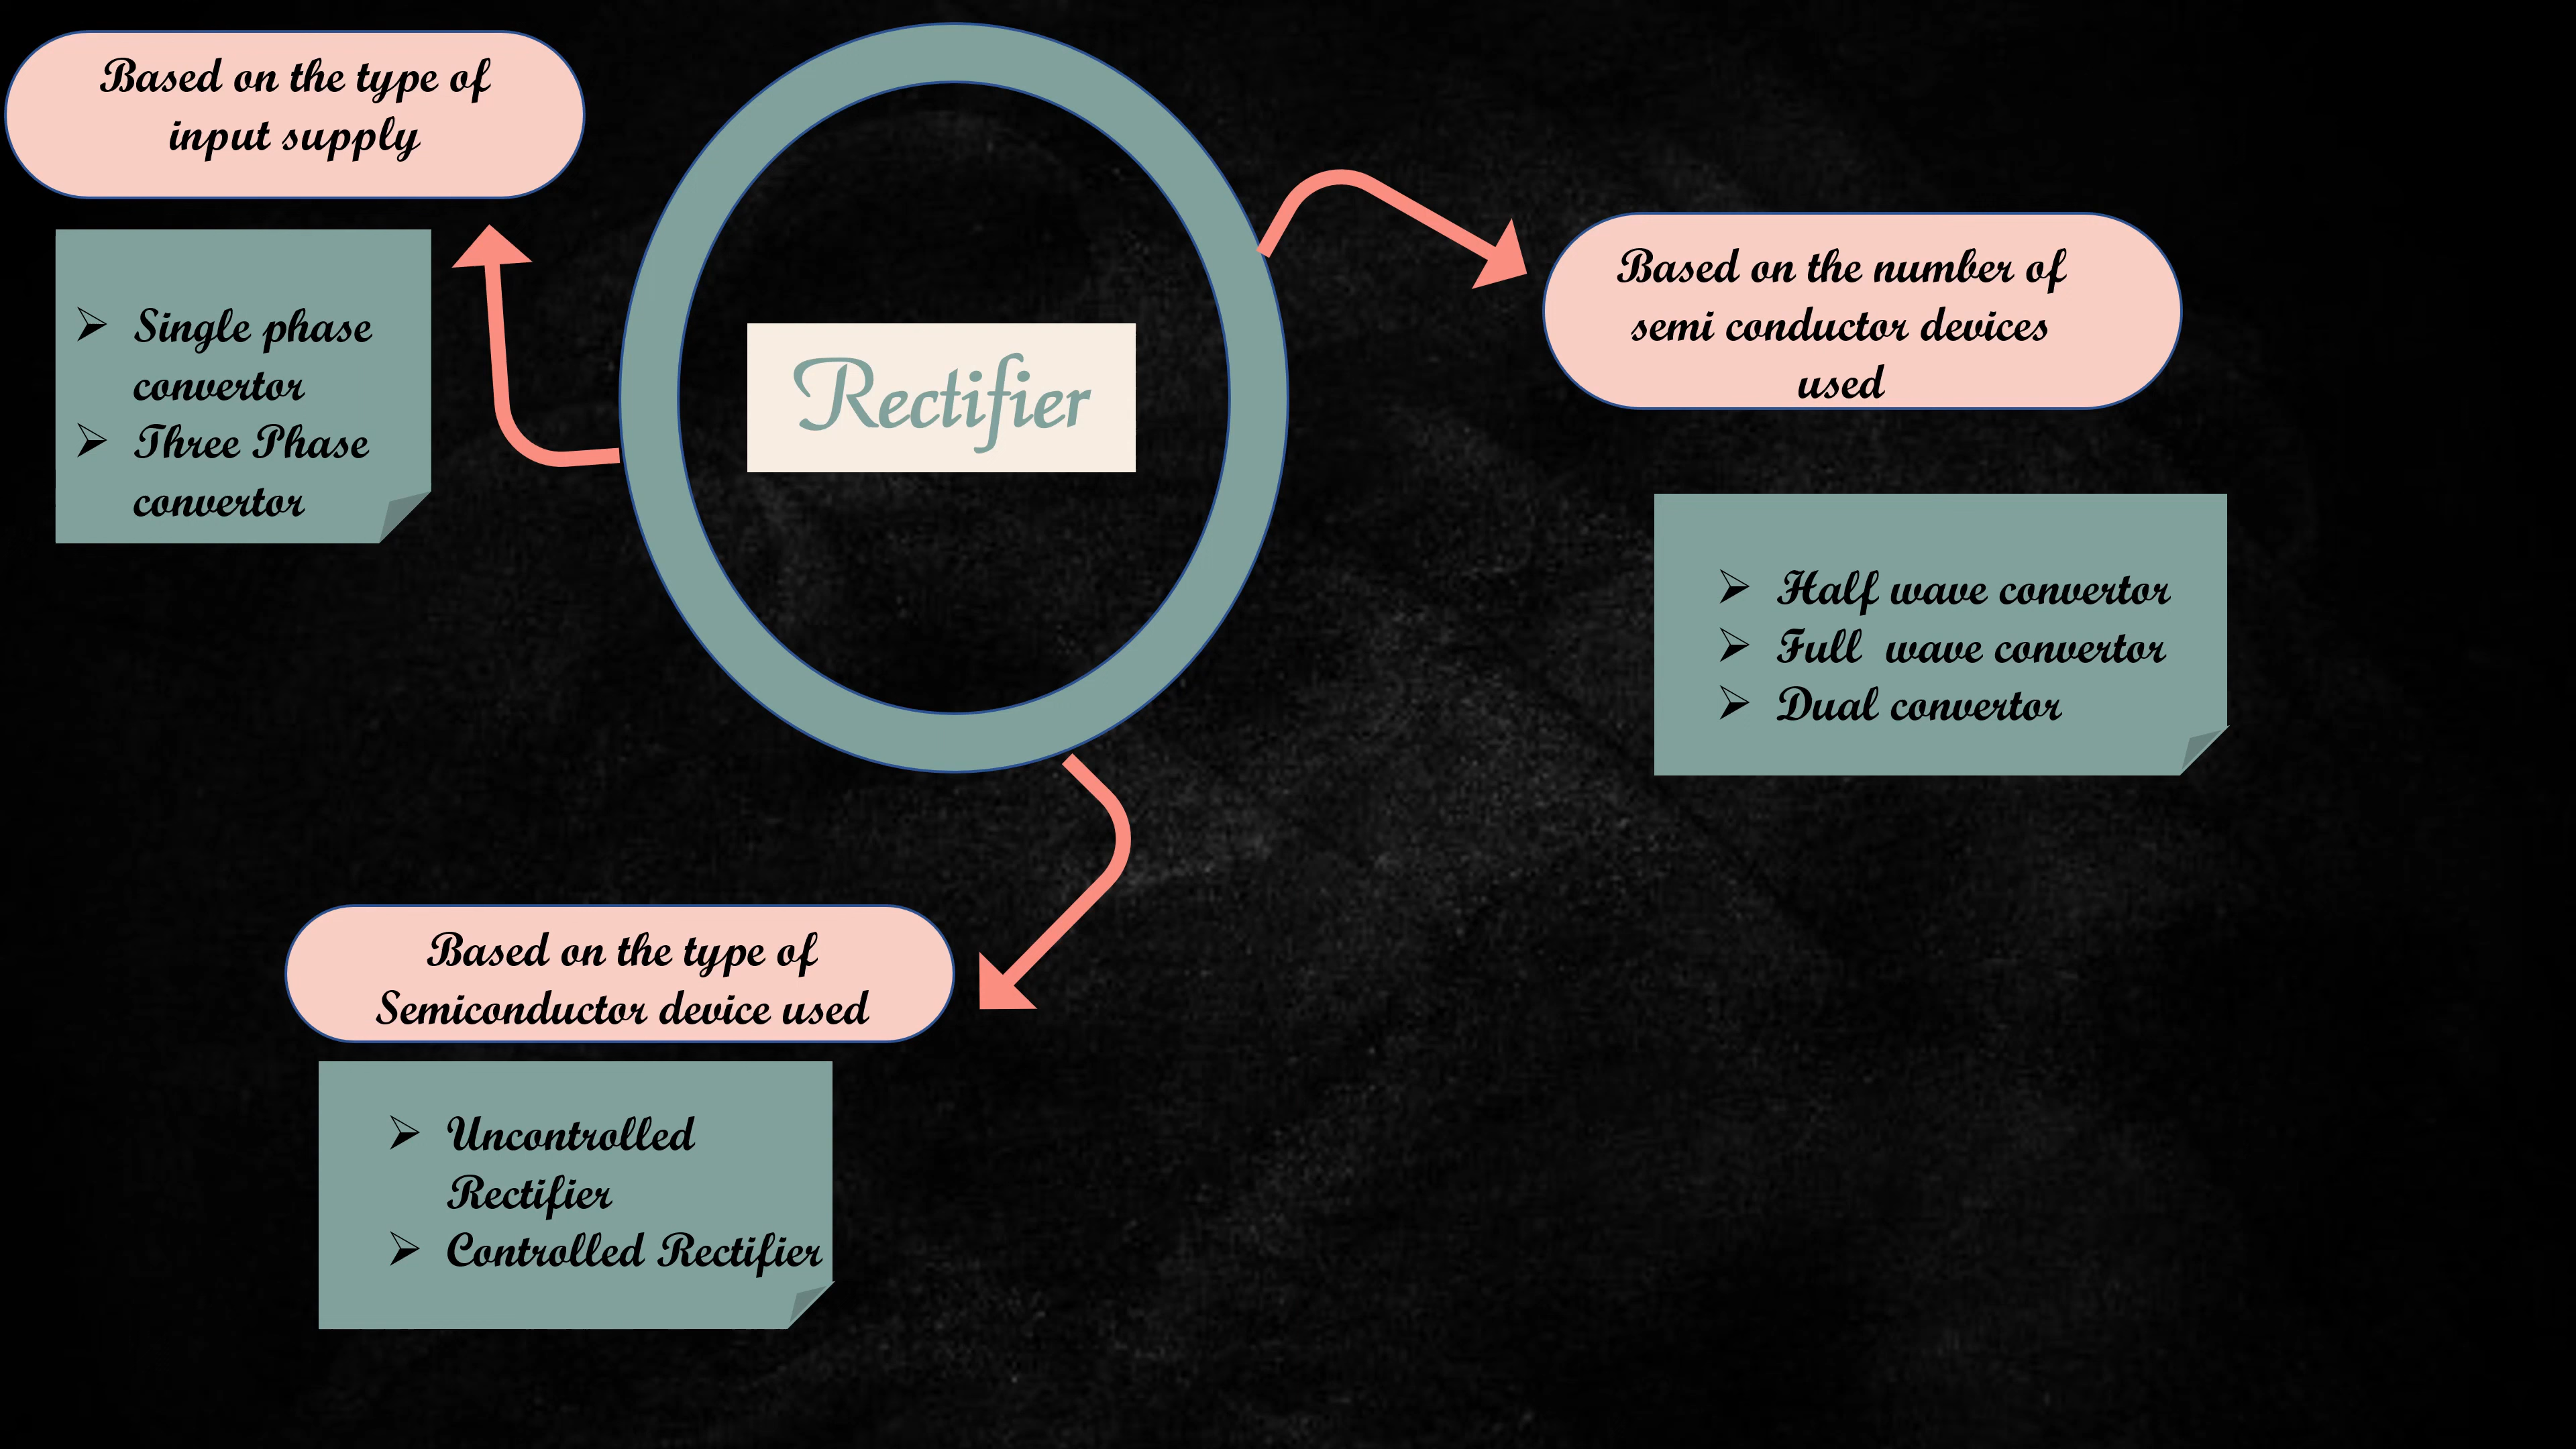 Based on the type of
input supply
Single phase
convertor
Three Phase
convertor
Rectifier
Based on the number of
semi conductor devices
used
Half wave convertor
Full wave convertor
Dual convertor
Based on the type of
Semiconductor device used
Uncontrolled
Rectifier
Controlled Rectifier